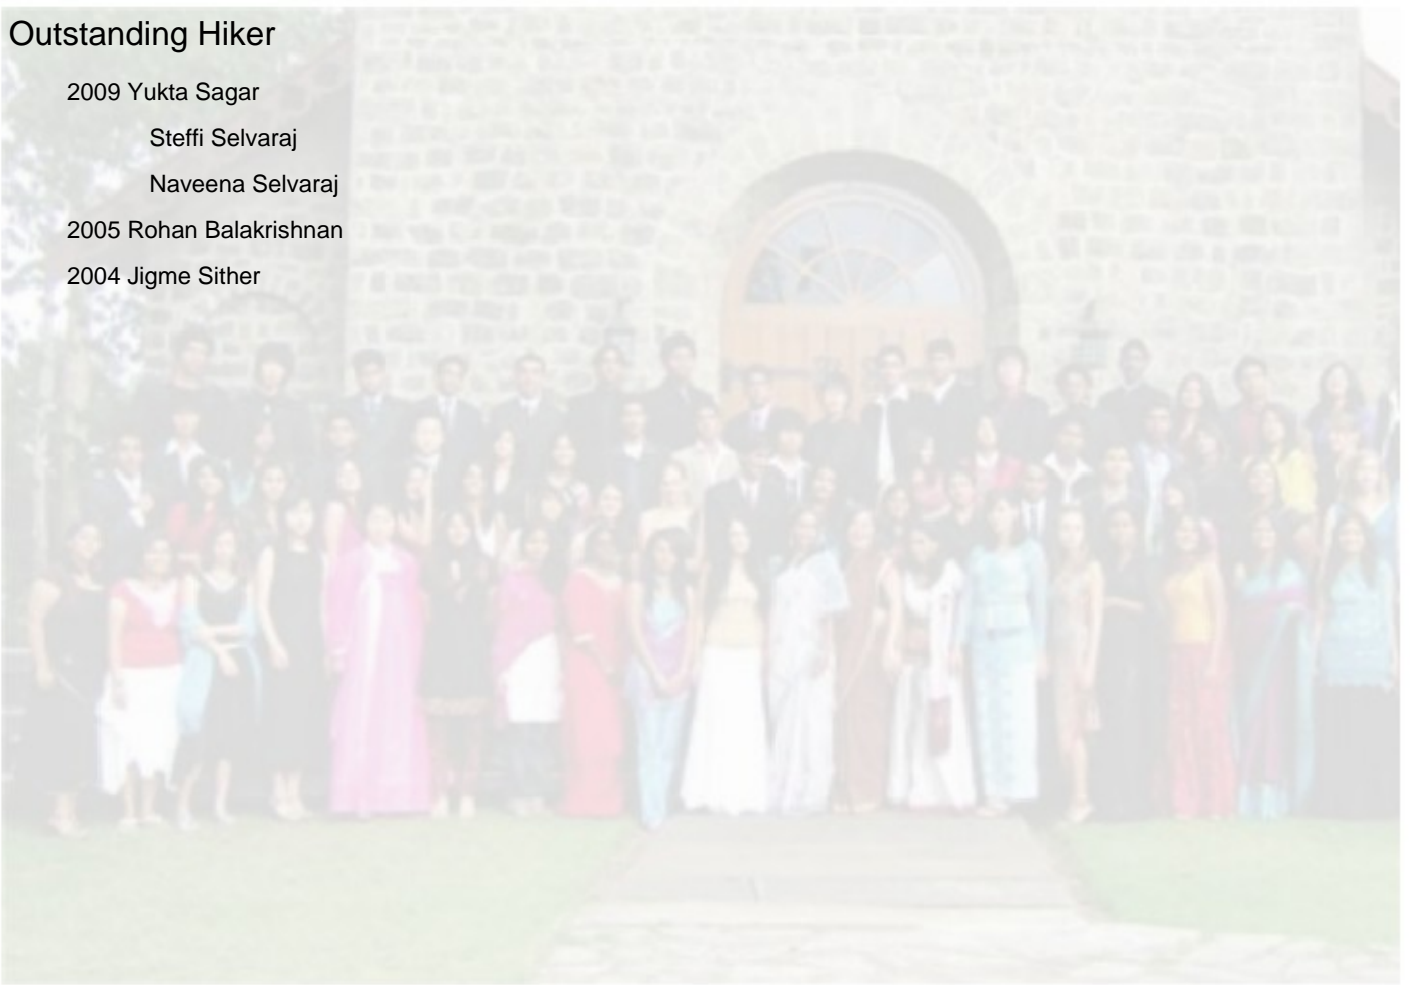 Outstanding Hiker
2009 Yukta Sagar
Steffi Selvaraj
Naveena Selvaraj
2005 Rohan Balakrishnan
2004 Jigme Sither